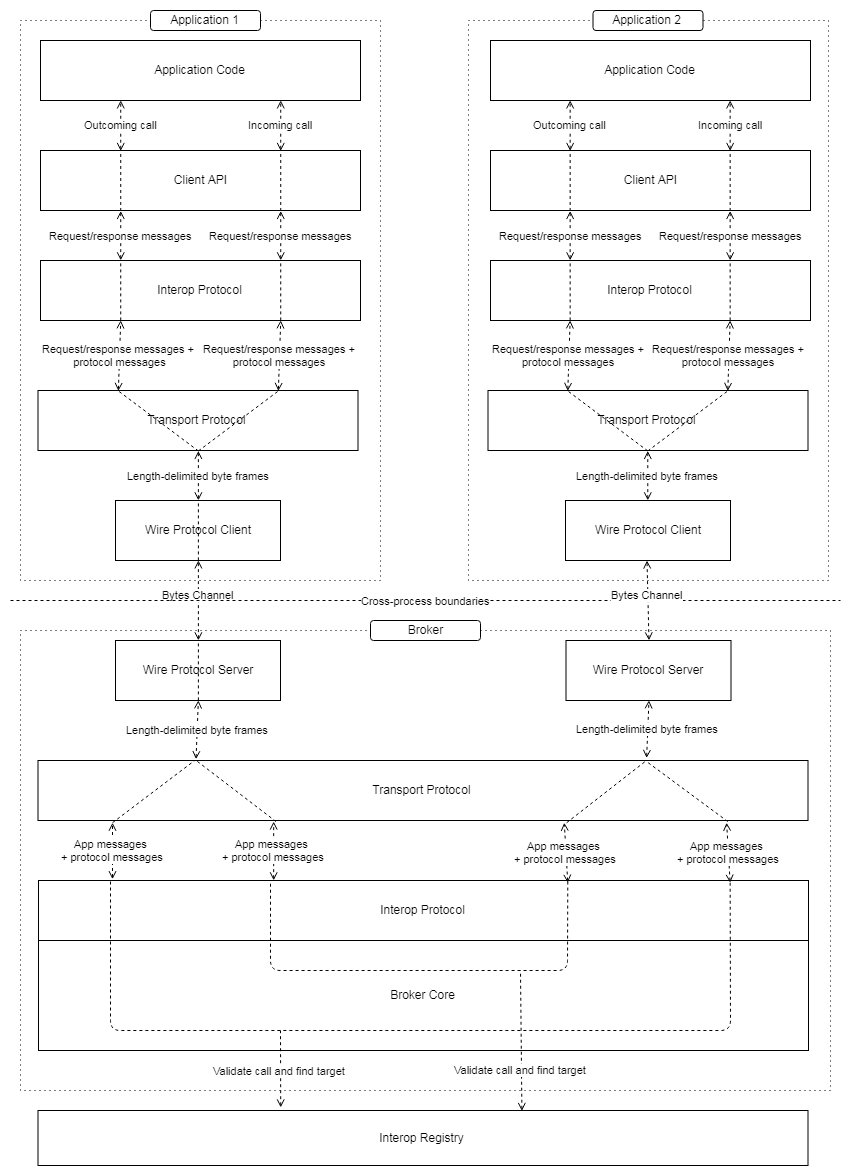 Application 1
Application 2
Application Code
Application Code
Outcoming call
Incoming call
Outcoming call
Incoming call
Client API
Client API
Request/response messages
Request/response messages
Request/response messages
Request/response messages
Interop Protocol
Interop Protocol
Request/response messages +
protocol messages
Request/response messages +
protocol messages
Request/response messages +
protocol messages
Request/response messages +
protocol messages
Transport Protocol
Transport Protocol
Length-delimited byte frames
Length-delimited byte frames
Wire Protocol Client
Wire Protocol Client
Bytes Channel
Bytes Channel
Cross-process boundaries
Broker
Wire Protocol Server
Wire Protocol Server
Length-delimited byte frames
Length-delimited byte frames
Transport Protocol
App messages
+ protocol messages
App messages
+ protocol messages
App messages
+ protocol messages
App messages
+ protocol messages
Interop Protocol
Broker Core
Validate call and find target
Validate call and find target
Interop Registry